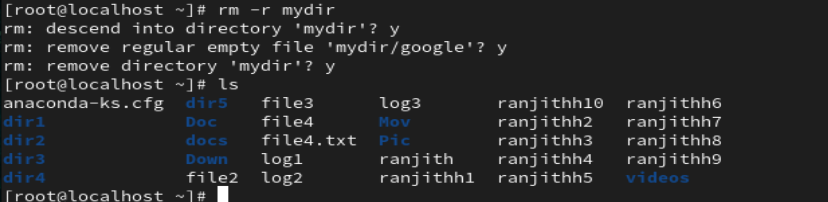 [root@localhost ~]# rm -r mydir
rm: descend into directory 'mydir'? y
rm: remove regular empty file 'mydir/google'? y
rm: remove directory 'mydir'? y
[root@localhost ~]# ls
anaconda-ks.cfg  dir5  file3      log3       ranjithh10  ranjithh6
dir1             Doc   file4      Mov        ranjithh2   ranjithh7
dir2             docs  file4.txt  Pic        ranjithh3   ranjithh8
dir3             Down  log1       ranjith    ranjithh4   ranjithh9
dir4             file2 log2       ranjithh1  ranjithh5   videos
[root@localhost ~]#